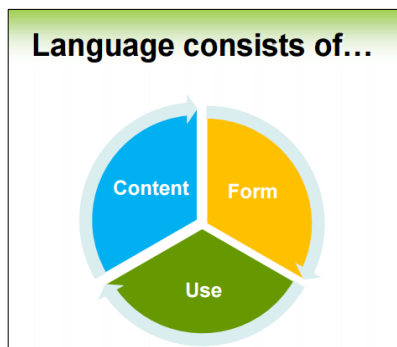 Language consists of…
Content
Form
Use